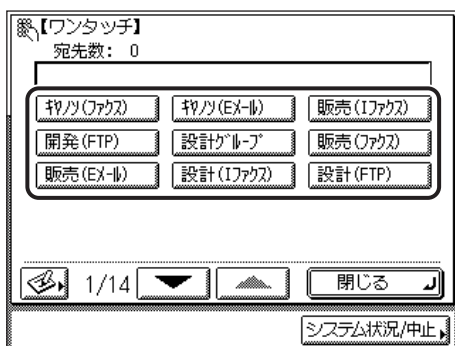 【ワンタッチ】
宛先数： 0
ｷﾔﾉﾝ(ﾌｧｸｽ) ｷﾔﾉﾝ(Eﾒｰﾙ) 販売(Iﾌｧｸｽ)
開発(FTP) 設計ｸﾞﾙｰﾌﾟ 販売(ﾌｧｸｽ)
販売(Eﾒｰﾙ) 設計(Iﾌｧｸｽ) 設計(FTP)
1/14 閉じる
システム状況/中止